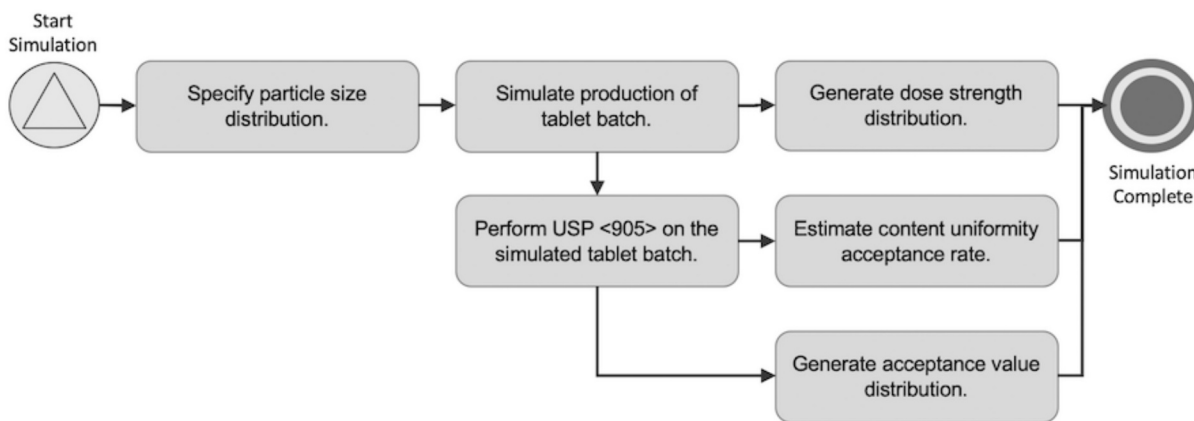 Start
Simulation
Specify particle size
distribution.
Simulate production of
tablet batch.
Generate dose strength
distribution.
Simulation
Complete
Perform USP <905> on the
simulated tablet batch.
Estimate content uniformity
acceptance rate.
Generate acceptance value
distribution.